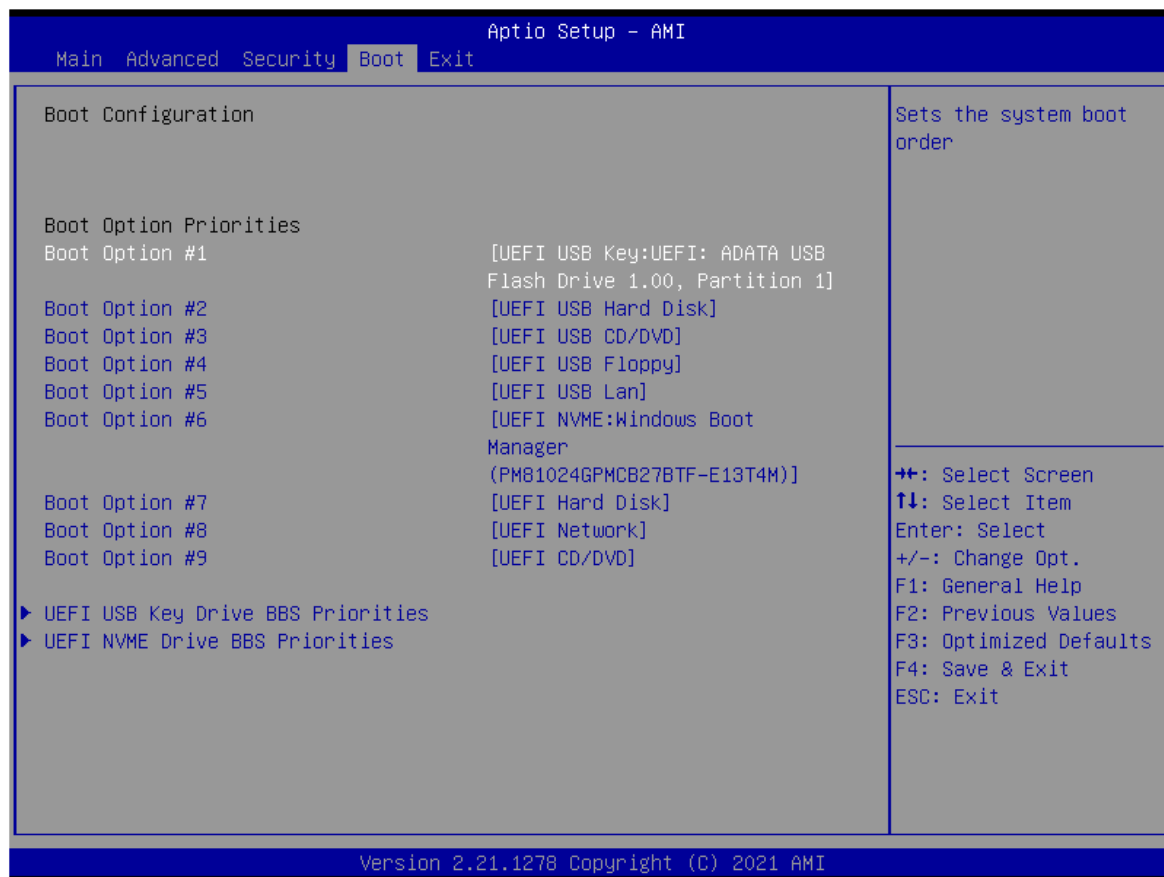 Aptio Setup – AMI
Main Advanced Security Boot Exit
Boot Configuration
Boot Option Priorities
Boot Option #1 [UEFI USB Key:UEFI: ADATA USB
Flash Drive 1.00, Partition 1]
Boot Option #2 [UEFI USB Hard Disk]
Boot Option #3 [UEFI USB CD/DVD]
Boot Option #4 [UEFI USB Floppy]
Boot Option #5 [UEFI USB Lan]
Boot Option #6 [UEFI NVME:Windows Boot
Manager
(PM81024GPMCB27BTF-E13T4M)]
Boot Option #7 [UEFI Hard Disk]
Boot Option #8 [UEFI Network]
Boot Option #9 [UEFI CD/DVD]
▶ UEFI USB Key Drive BBS Priorities
▶ UEFI NVME Drive BBS Priorities
Sets the system boot
order
→←: Select Screen
↑↓: Select Item
Enter: Select
+/-: Change Opt.
F1: General Help
F2: Previous Values
F3: Optimized Defaults
F4: Save & Exit
ESC: Exit
Version 2.21.1278 Copyright (C) 2021 AMI